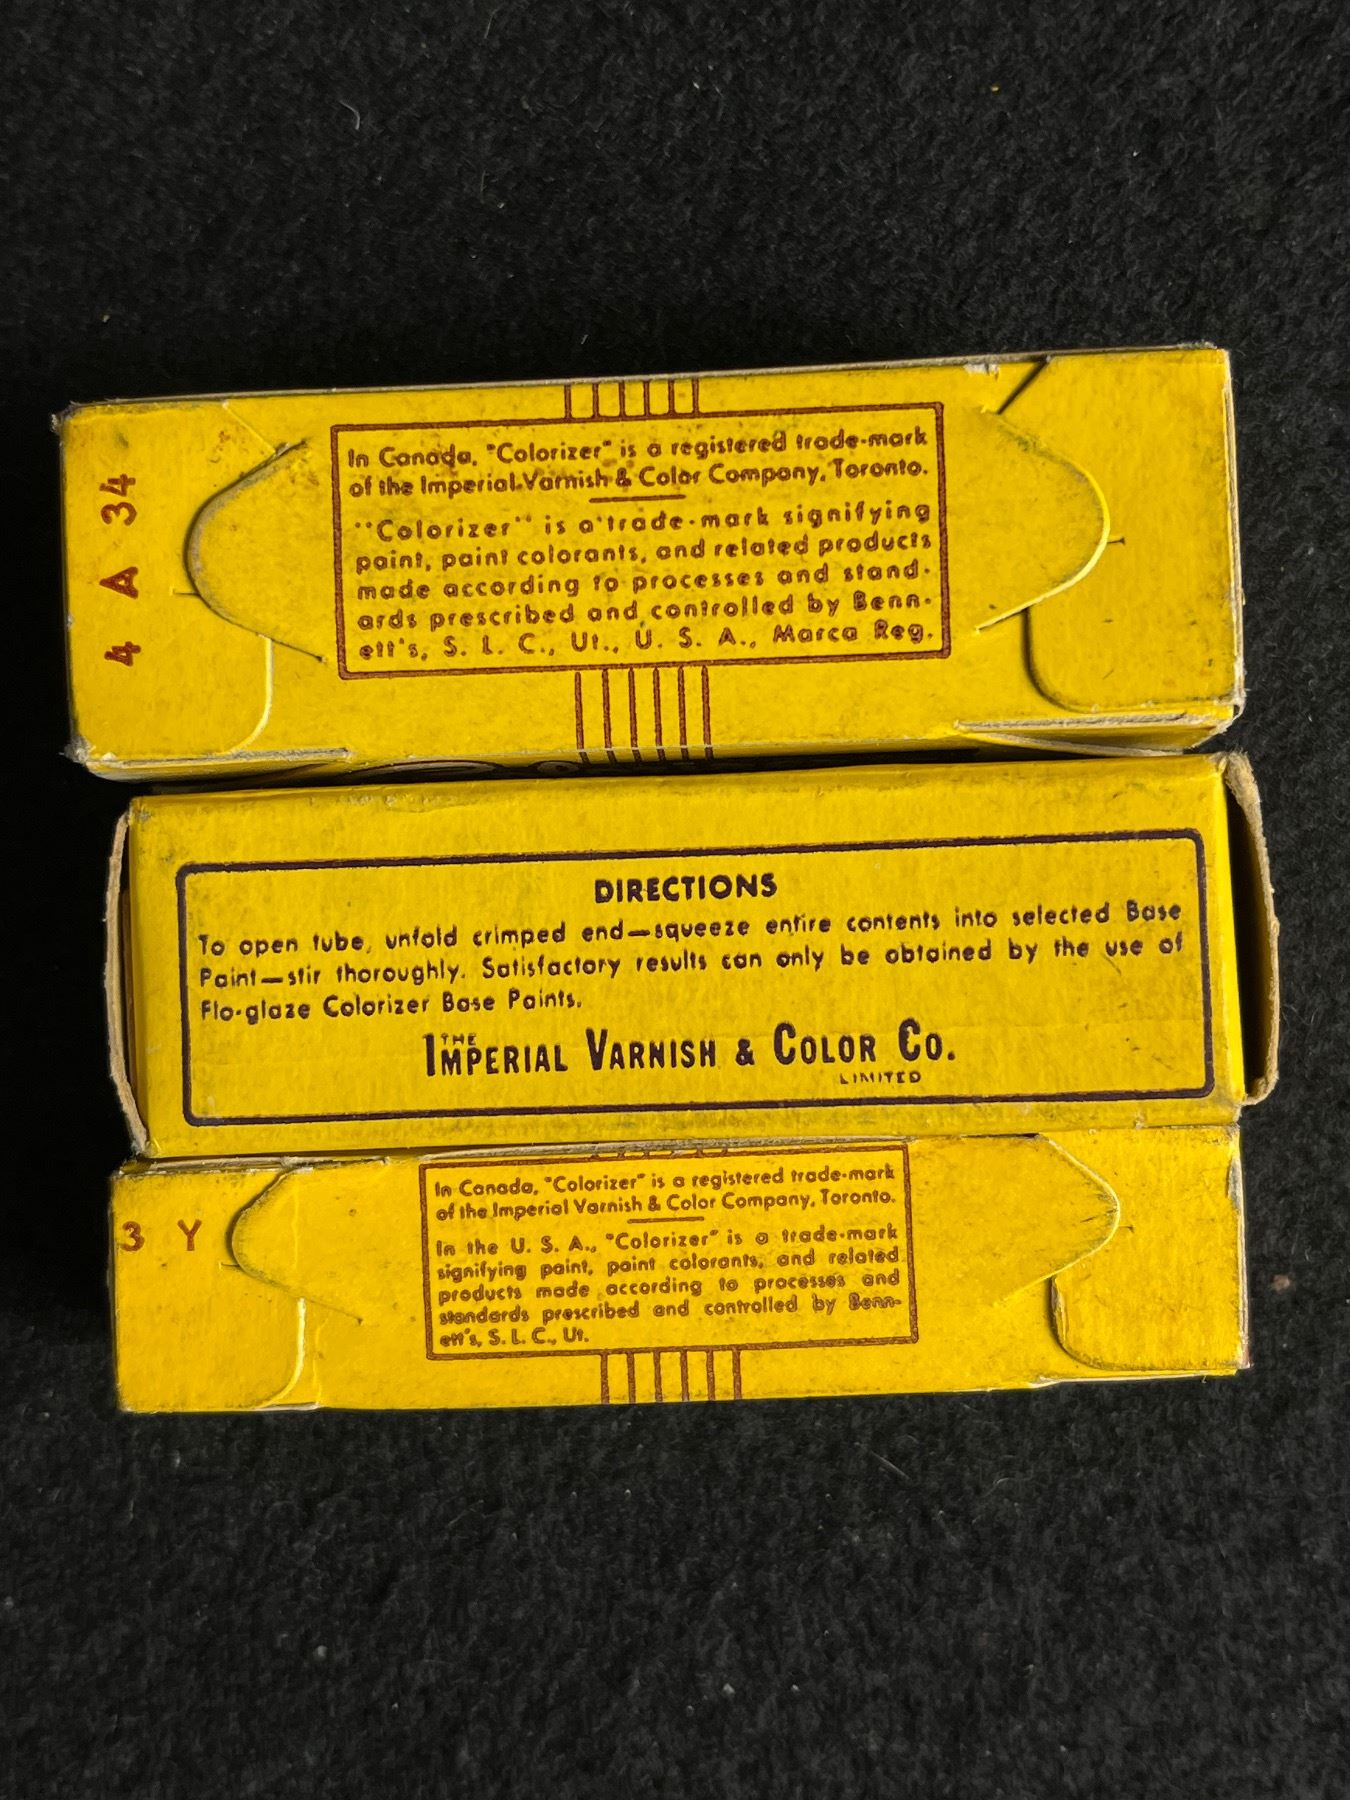 4 A 34
In Canada, "Colorizer" is a registered trade-mark
of the Imperial Varnish & Color Company, Toronto.
"Colorizer" is a trade-mark signifying
paint, paint colorants, and related products
made according to processes and stand-
ards prescribed and controlled by Benn-
ett's, S. L. C., Ut., U. S. A., Marca Reg.
DIRECTIONS
To open tube, unfold crimped end—squeeze entire contents into selected Base
Paint—stir thoroughly. Satisfactory results can only be obtained by the use of
Flo-glaze Colorizer Base Paints.
THE
IMPERIAL VARNISH & COLOR CO.
LIMITED
3 Y
In Canada, "Colorizer" is a registered trade-mark
of the Imperial Varnish & Color Company, Toronto.
In the U. S. A., "Colorizer" is a trade-mark
signifying paint, paint colorants, and related
products made according to processes and
standards prescribed and controlled by Benn-
ett's, S. L. C., Ut.